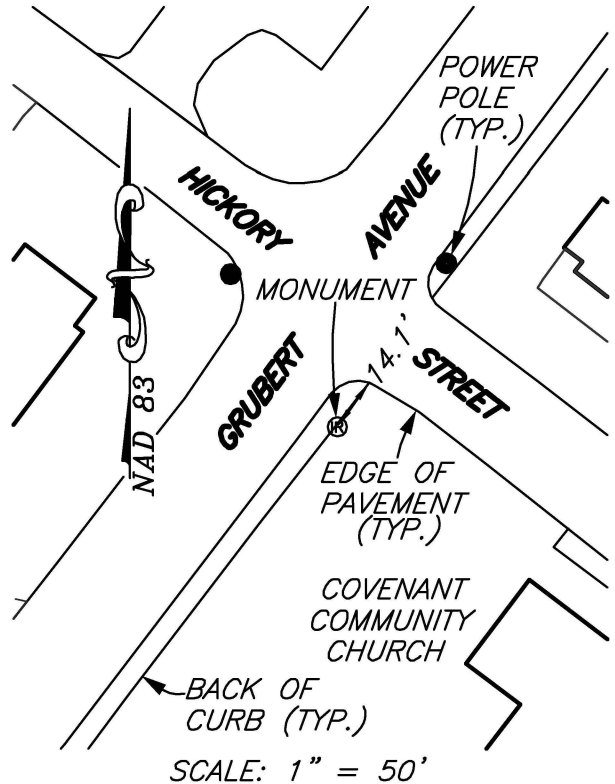 POWER
POLE
(TYP.)
HICKORY
AVENUE
MONUMENT
14.1'
GRUBERT
STREET
NAD 83
IR
EDGE OF
PAVEMENT
(TYP.)
COVENANT
COMMUNITY
CHURCH
BACK OF
CURB (TYP.)
SCALE: 1" = 50'